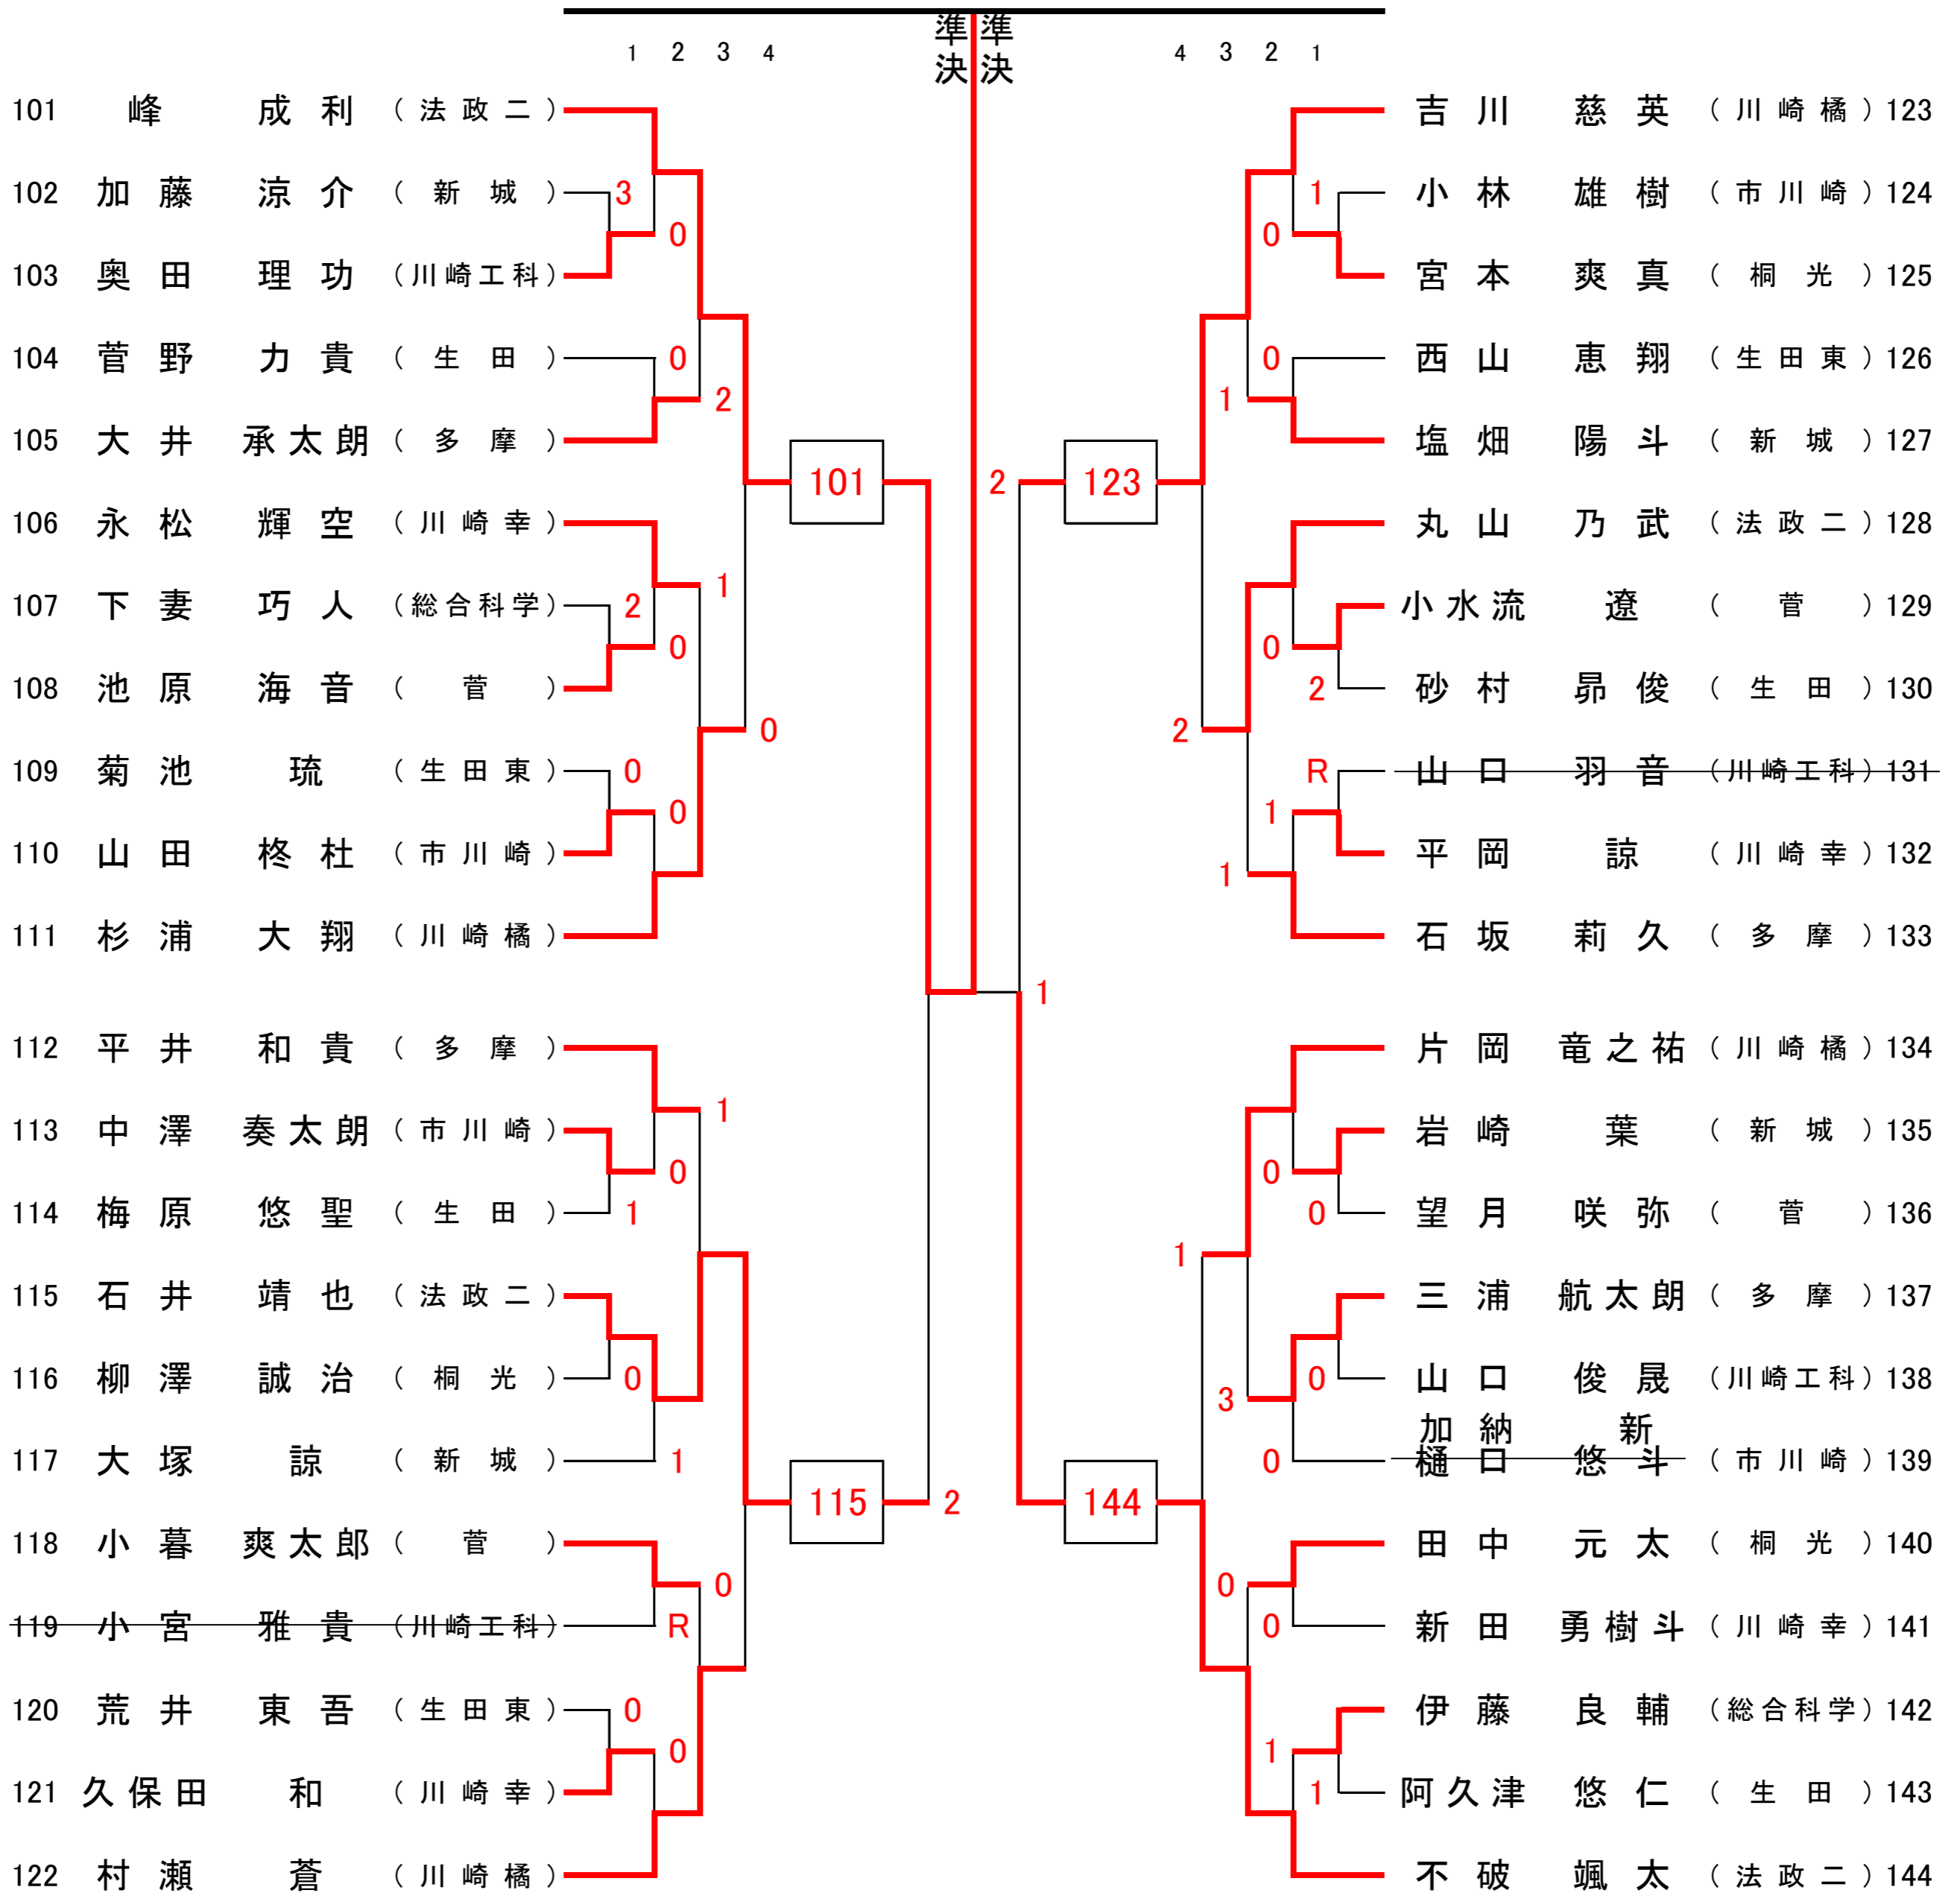 準決 準決
1 2 3 4 4 3 2 1
101 峰 成利 (法政二) 吉川 慈英 (川崎橘) 123
102 加藤 涼介 (新城) 3 1 小林 雄樹 (市川崎) 124
0 0
103 奥田 理功 (川崎工科) 宮本 爽真 (桐光) 125
104 菅野 力貴 (生田) 0 0 西山 恵翔 (生田東) 126
2 1
105 大井 承太朗 (多摩) 塩畑 陽斗 (新城) 127
101 2 123
106 永松 輝空 (川崎幸) 丸山 乃武 (法政二) 128
1
107 下妻 巧人 (総合科学) 2 小水流 遼 (菅) 129
0 0
108 池原 海音 (菅) 2 砂村 昴俊 (生田) 130
0 2
109 菊池 琉 (生田東) 0 R 山口 羽音 (川崎工科) 131
0 1
110 山田 柊杜 (市川崎) 平岡 諒 (川崎幸) 132
1
111 杉浦 大翔 (川崎橘) 石坂 莉久 (多摩) 133
1
112 平井 和貴 (多摩) 片岡 竜之祐 (川崎橘) 134
1
113 中澤 奏太朗 (市川崎) 岩崎 葉 (新城) 135
0 0
114 梅原 悠聖 (生田) 1 0 望月 咲弥 (菅) 136
1
115 石井 靖也 (法政二) 三浦 航太朗 (多摩) 137
116 柳澤 誠治 (桐光) 0 0 山口 俊晟 (川崎工科) 138
3
加納 新
117 大塚 諒 (新城) 1 0 樋口 悠斗 (市川崎) 139
115 2 144
118 小暮 爽太郎 (菅) 田中 元太 (桐光) 140
0 0
119 小宮 雅貴 (川崎工科) R 0 新田 勇樹斗 (川崎幸) 141
120 荒井 東吾 (生田東) 0 伊藤 良輔 (総合科学) 142
0 1
121 久保田 和 (川崎幸) 1 阿久津 悠仁 (生田) 143
122 村瀬 蒼 (川崎橘) 不破 颯太 (法政二) 144